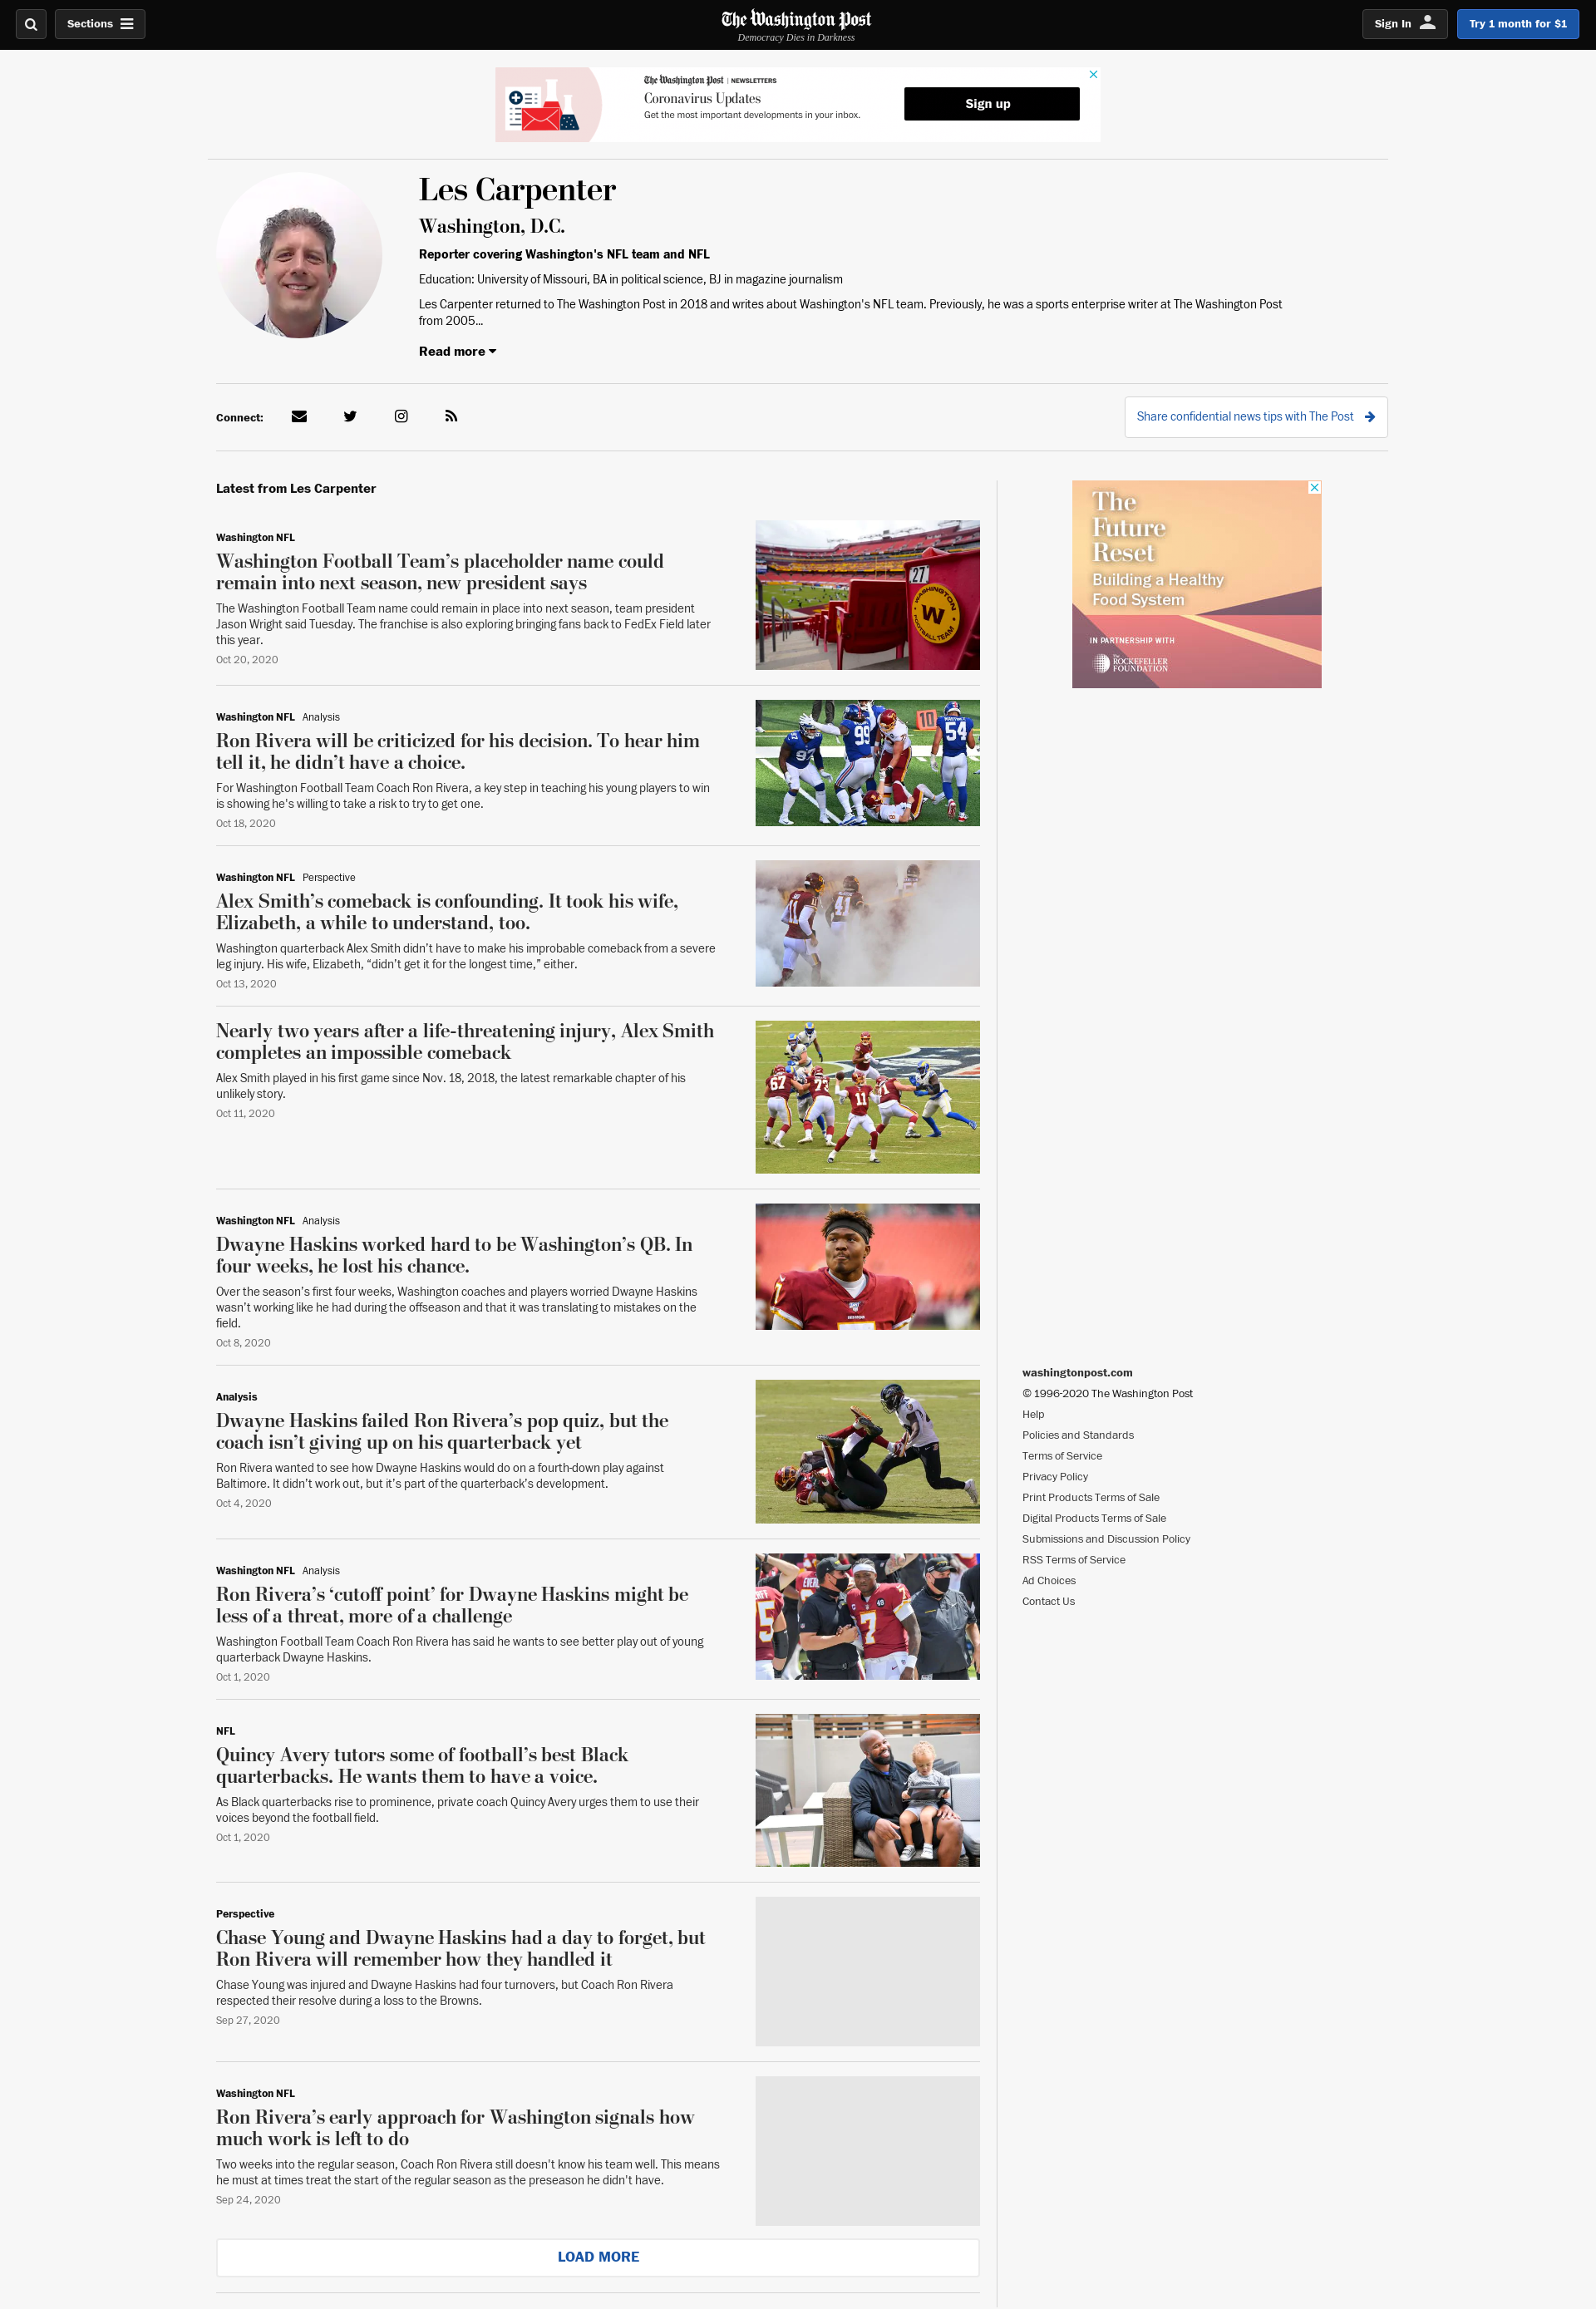 Sections
The Washington Post
Democracy Dies in Darkness
Sign In
Try 1 month for $1
The Washington Post | NEWSLETTERS
Coronavirus Updates
Get the most important developments in your inbox.
Sign up
Les Carpenter
Washington, D.C.
Reporter covering Washington's NFL team and NFL
Education: University of Missouri, BA in political science, BJ in magazine journalism
Les Carpenter returned to The Washington Post in 2018 and writes about Washington's NFL team. Previously, he was a sports enterprise writer at The Washington Post
from 2005...
Read more
Connect:
Share confidential news tips with The Post
Latest from Les Carpenter
Washington NFL
Washington Football Team’s placeholder name could
remain into next season, new president says
The Washington Football Team name could remain in place into next season, team president
Jason Wright said Tuesday. The franchise is also exploring bringing fans back to FedEx Field later
this year.
Oct 20, 2020
27
WASHINGTON
W
FOOTBALL TEAM
The
Future
Reset
Building a Healthy
Food System
IN PARTNERSHIP WITH
The
ROCKEFELLER
FOUNDATION
Washington NFL Analysis
Ron Rivera will be criticized for his decision. To hear him
tell it, he didn’t have a choice.
For Washington Football Team Coach Ron Rivera, a key step in teaching his young players to win
is showing he's willing to take a risk to try to get one.
Oct 18, 2020
97
99
10
54
Washington NFL Perspective
Alex Smith’s comeback is confounding. It took his wife,
Elizabeth, a while to understand, too.
Washington quarterback Alex Smith didn’t have to make his improbable comeback from a severe
leg injury. His wife, Elizabeth, “didn’t get it for the longest time,” either.
Oct 13, 2020
11
41
Nearly two years after a life-threatening injury, Alex Smith
completes an impossible comeback
Alex Smith played in his first game since Nov. 18, 2018, the latest remarkable chapter of his
unlikely story.
Oct 11, 2020
67
11
Washington NFL Analysis
Dwayne Haskins worked hard to be Washington’s QB. In
four weeks, he lost his chance.
Over the season’s first four weeks, Washington coaches and players worried Dwayne Haskins
wasn’t working like he had during the offseason and that it was translating to mistakes on the
field.
Oct 8, 2020
7
Analysis
Dwayne Haskins failed Ron Rivera’s pop quiz, but the
coach isn’t giving up on his quarterback yet
Ron Rivera wanted to see how Dwayne Haskins would do on a fourth-down play against
Baltimore. It didn’t work out, but it’s part of the quarterback’s development.
Oct 4, 2020
Washington NFL Analysis
Ron Rivera’s ‘cutoff point’ for Dwayne Haskins might be
less of a threat, more of a challenge
Washington Football Team Coach Ron Rivera has said he wants to see better play out of young
quarterback Dwayne Haskins.
Oct 1, 2020
7
NFL
Quincy Avery tutors some of football’s best Black
quarterbacks. He wants them to have a voice.
As Black quarterbacks rise to prominence, private coach Quincy Avery urges them to use their
voices beyond the football field.
Oct 1, 2020
Perspective
Chase Young and Dwayne Haskins had a day to forget, but
Ron Rivera will remember how they handled it
Chase Young was injured and Dwayne Haskins had four turnovers, but Coach Ron Rivera
respected their resolve during a loss to the Browns.
Sep 27, 2020
Washington NFL
Ron Rivera’s early approach for Washington signals how
much work is left to do
Two weeks into the regular season, Coach Ron Rivera still doesn't know his team well. This means
he must at times treat the start of the regular season as the preseason he didn't have.
Sep 24, 2020
LOAD MORE
washingtonpost.com
© 1996-2020 The Washington Post
Help
Policies and Standards
Terms of Service
Privacy Policy
Print Products Terms of Sale
Digital Products Terms of Sale
Submissions and Discussion Policy
RSS Terms of Service
Ad Choices
Contact Us